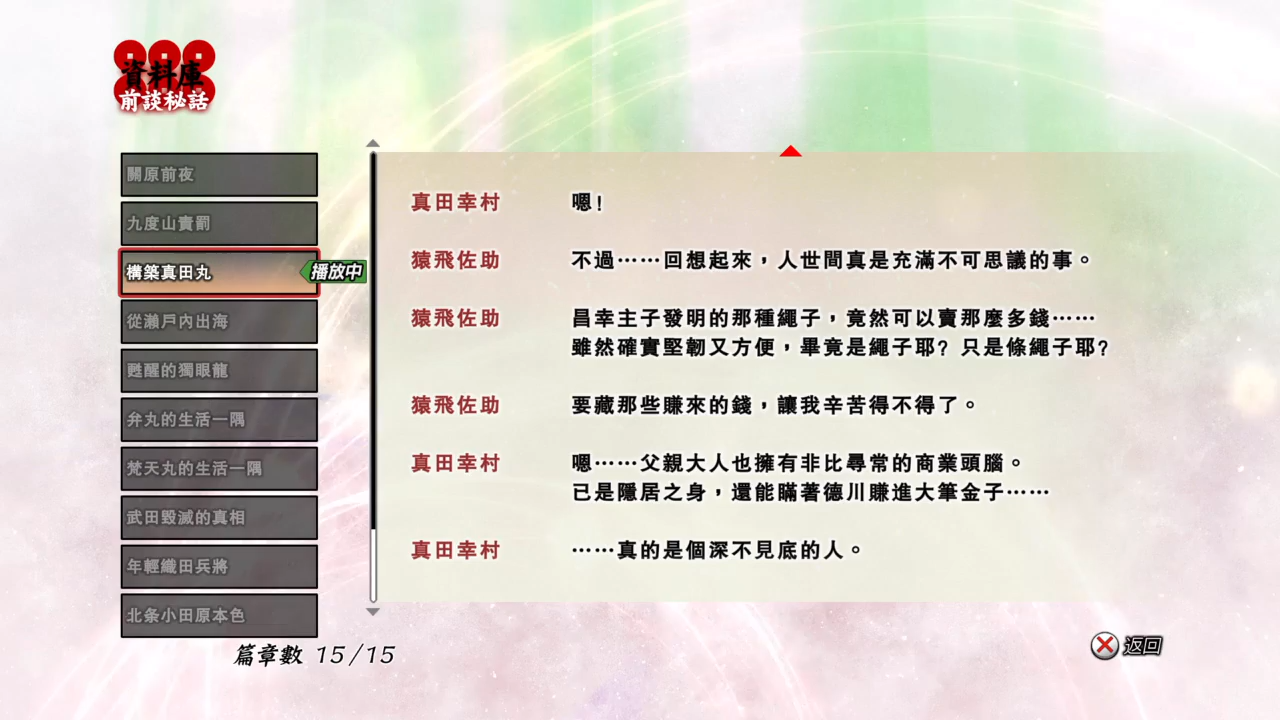 資料庫
前談秘話
關原前夜
九度山責罰
構築真田丸
播放中
從瀨戶內出海
甦醒的獨眼龍
弁丸的生活一隅
梵天丸的生活一隅
武田毀滅的真相
年輕織田兵將
北条小田原本色
篇章數 15/15
真田幸村 嗯!
猿飛佐助 不過……回想起來，人世間真是充滿不可思議的事。
猿飛佐助 昌幸主子發明的那種繩子，竟然可以賣那麼多錢……
雖然確實堅韌又方便，畢竟是繩子耶? 只是條繩子耶?
猿飛佐助 要藏那些賺來的錢，讓我辛苦得不得了。
真田幸村 嗯……父親大人也擁有非比尋常的商業頭腦。
已是隱居之身，還能瞞著德川賺進大筆金子……
真田幸村 ……真的是個深不見底的人。
返回